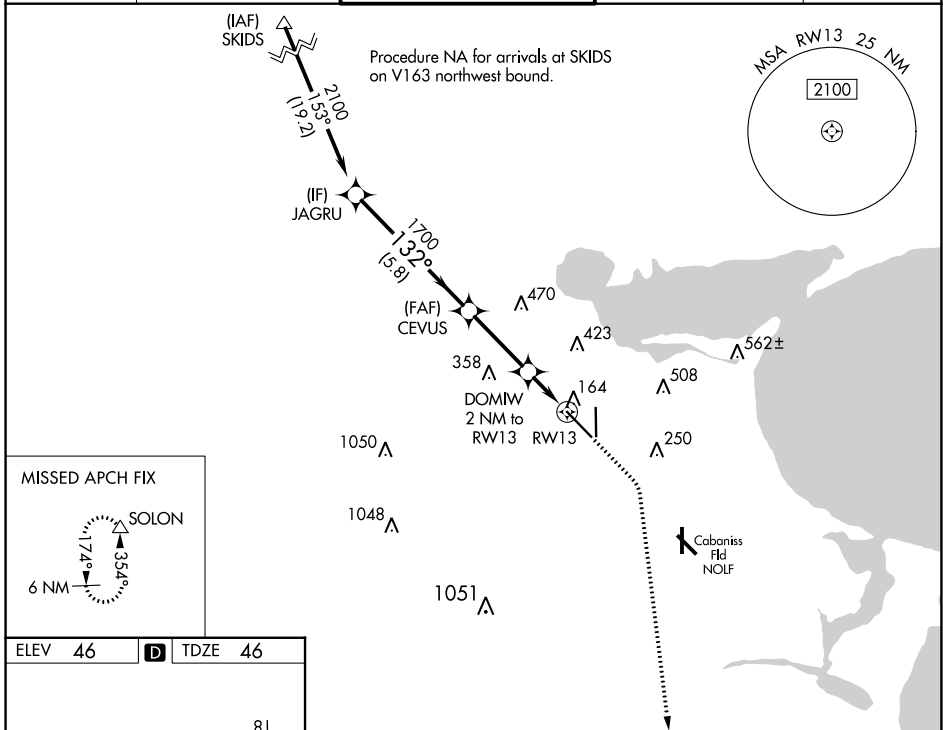 (IAF)
SKIDS
Procedure NA for arrivals at SKIDS
on V163 northwest bound.
MSA RW13 25 NM
2100
2100
153°
(19.2)
(IF)
JAGRU
1700
132°
(5.8)
(FAF)
CEVUS
470
423
562±
358
508
DOMIW
2 NM to
RW13
164
RW13
250
1050
1048
1051
Cabaniss
Fld
NOLF
MISSED APCH FIX
SOLON
174°
354°
6 NM
ELEV 46 D TDZE 46